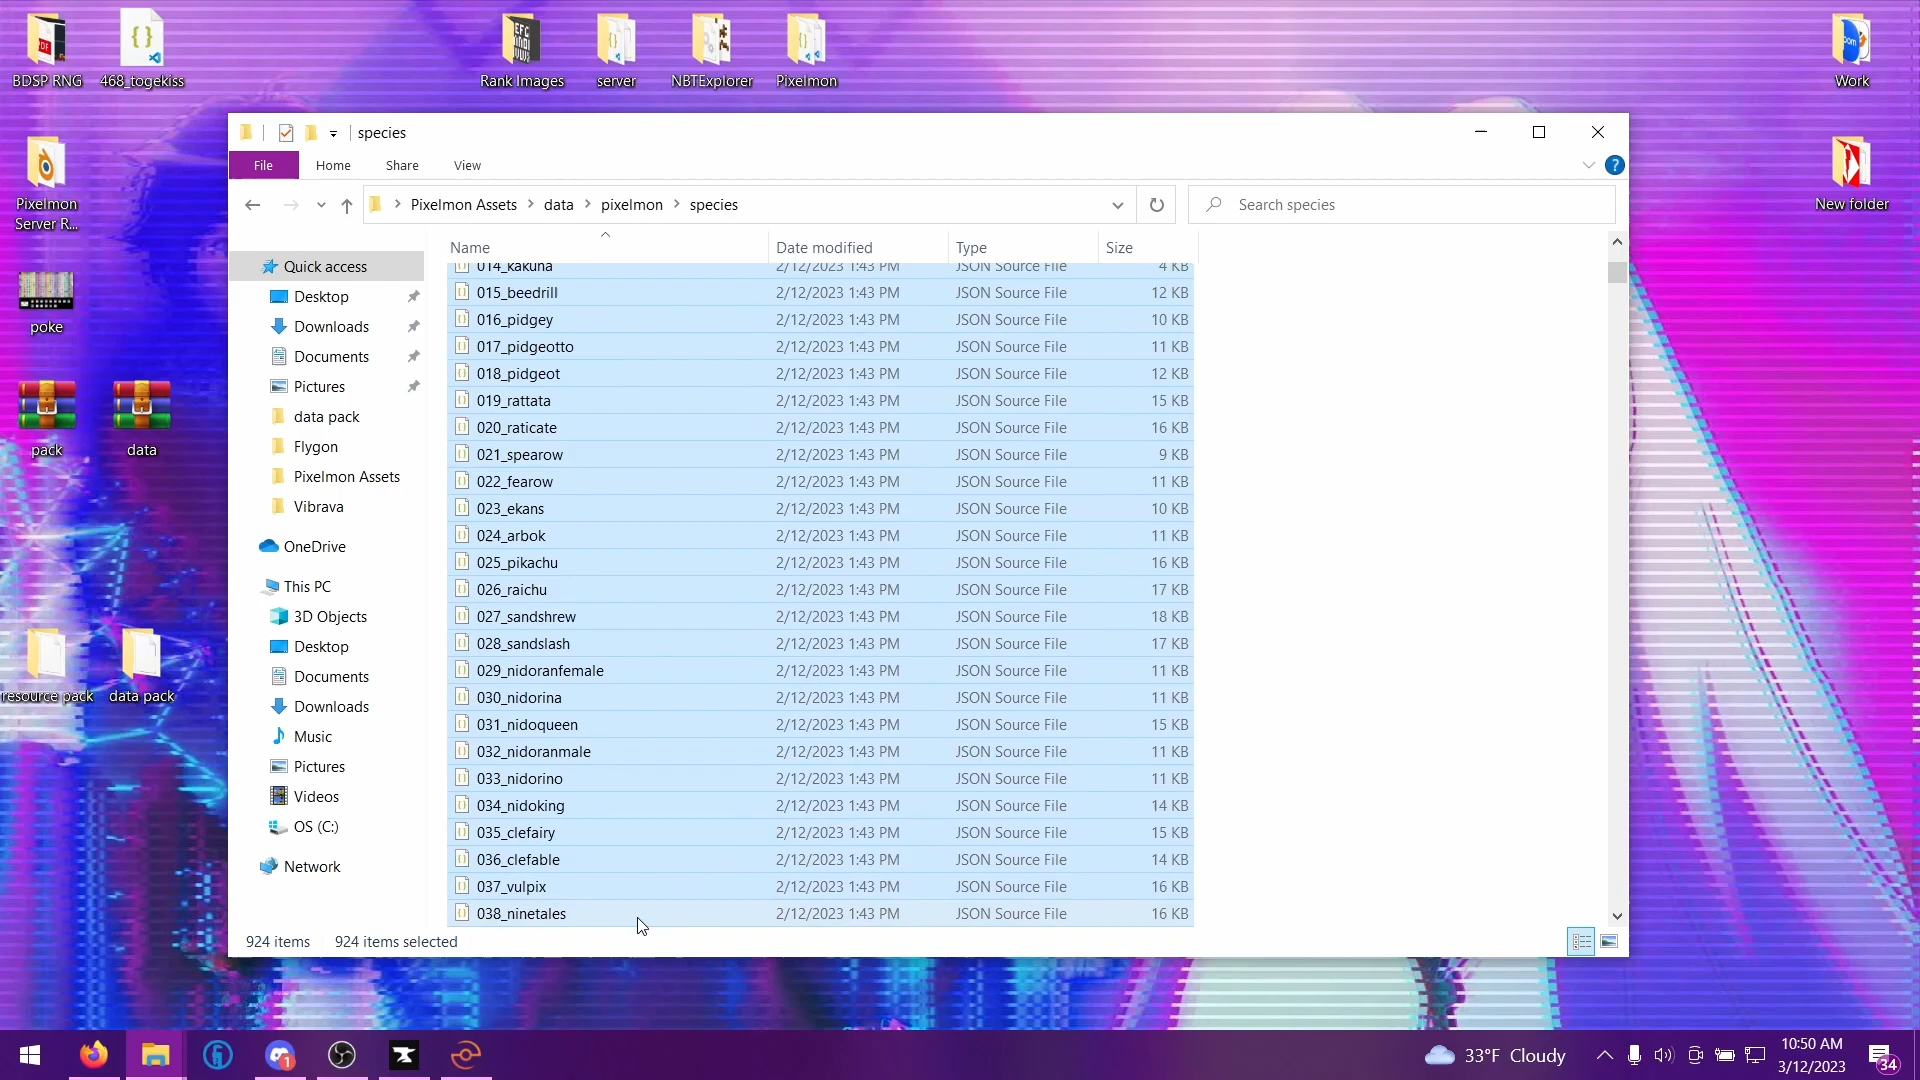 BDSP RNG
468_togekiss
Rank Images
server
NBTExplorer
Pixelmon
Work
Pixelmon
Server R...
New folder
poke
pack
data
resource pack
data pack
species
File
Home
Share
View
Pixelmon Assets
data
pixelmon
species
Search species
Name
Date modified
Type
Size
Quick access
Desktop
Downloads
Documents
Pictures
data pack
Flygon
Pixelmon Assets
Vibrava
OneDrive
This PC
3D Objects
Desktop
Documents
Downloads
Music
Pictures
Videos
OS (C:)
Network
014_kakuna 2/12/2023 1:43 PM JSON Source File 4 KB
015_beedrill 2/12/2023 1:43 PM JSON Source File 12 KB
016_pidgey 2/12/2023 1:43 PM JSON Source File 10 KB
017_pidgeotto 2/12/2023 1:43 PM JSON Source File 11 KB
018_pidgeot 2/12/2023 1:43 PM JSON Source File 12 KB
019_rattata 2/12/2023 1:43 PM JSON Source File 15 KB
020_raticate 2/12/2023 1:43 PM JSON Source File 16 KB
021_spearow 2/12/2023 1:43 PM JSON Source File 9 KB
022_fearow 2/12/2023 1:43 PM JSON Source File 11 KB
023_ekans 2/12/2023 1:43 PM JSON Source File 10 KB
024_arbok 2/12/2023 1:43 PM JSON Source File 11 KB
025_pikachu 2/12/2023 1:43 PM JSON Source File 16 KB
026_raichu 2/12/2023 1:43 PM JSON Source File 17 KB
027_sandshrew 2/12/2023 1:43 PM JSON Source File 18 KB
028_sandslash 2/12/2023 1:43 PM JSON Source File 17 KB
029_nidoranfemale 2/12/2023 1:43 PM JSON Source File 11 KB
030_nidorina 2/12/2023 1:43 PM JSON Source File 11 KB
031_nidoqueen 2/12/2023 1:43 PM JSON Source File 15 KB
032_nidoranmale 2/12/2023 1:43 PM JSON Source File 11 KB
033_nidorino 2/12/2023 1:43 PM JSON Source File 11 KB
034_nidoking 2/12/2023 1:43 PM JSON Source File 14 KB
035_clefairy 2/12/2023 1:43 PM JSON Source File 15 KB
036_clefable 2/12/2023 1:43 PM JSON Source File 14 KB
037_vulpix 2/12/2023 1:43 PM JSON Source File 16 KB
038_ninetales 2/12/2023 1:43 PM JSON Source File 16 KB
924 items 924 items selected
33°F Cloudy
10:50 AM
3/12/2023
34
1